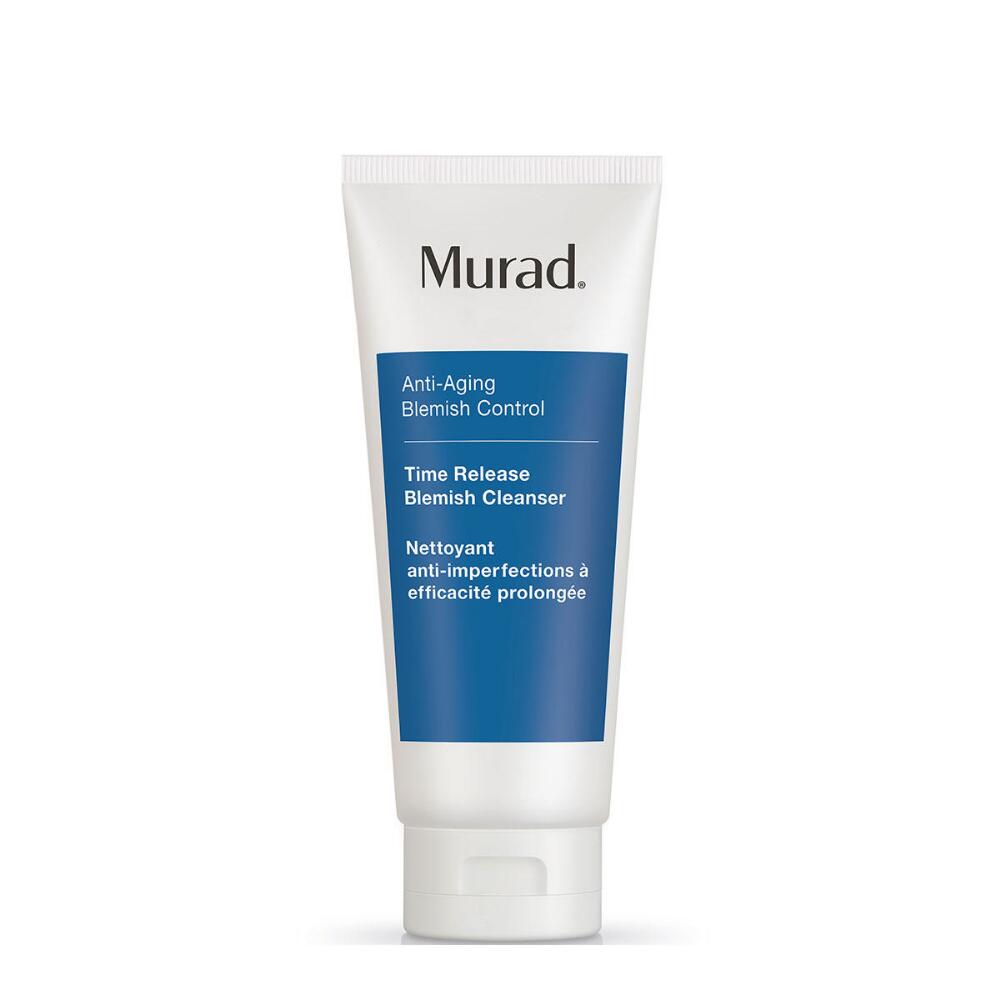 Murad®
Anti-Aging
Blemish Control
Time Release
Blemish Cleanser
Nettoyant
anti-imperfections à
efficacité prolongée